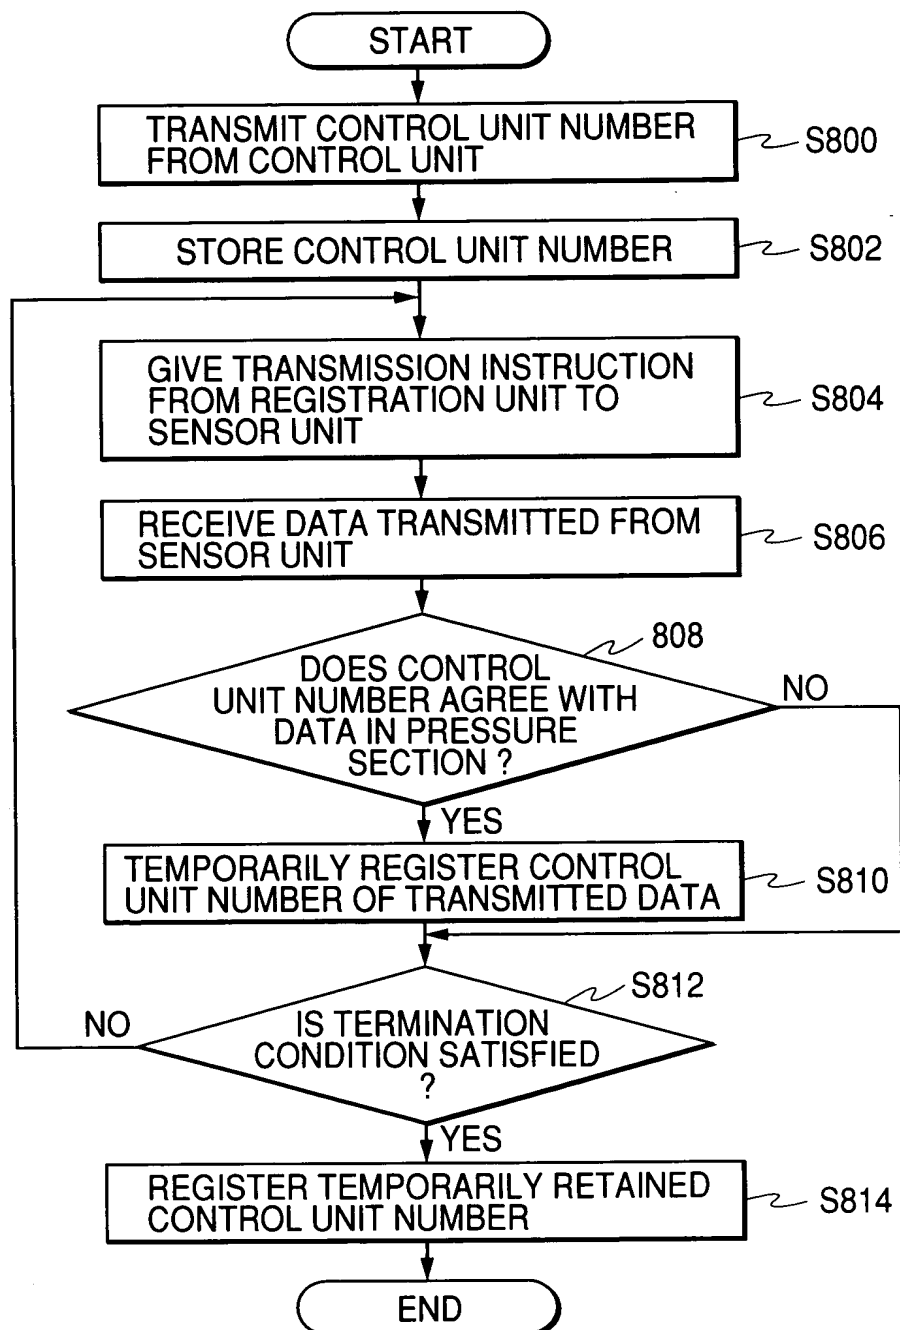 START
TRANSMIT CONTROL UNIT NUMBER
FROM CONTROL UNIT
S800
STORE CONTROL UNIT NUMBER
S802
GIVE TRANSMISSION INSTRUCTION
FROM REGISTRATION UNIT TO
SENSOR UNIT
S804
RECEIVE DATA TRANSMITTED FROM
SENSOR UNIT
S806
808
DOES CONTROL
UNIT NUMBER AGREE WITH
DATA IN PRESSURE
SECTION ?
NO
YES
TEMPORARILY REGISTER CONTROL
UNIT NUMBER OF TRANSMITTED DATA
S810
S812
NO
IS TERMINATION
CONDITION SATISFIED
?
YES
REGISTER TEMPORARILY RETAINED
CONTROL UNIT NUMBER
S814
END